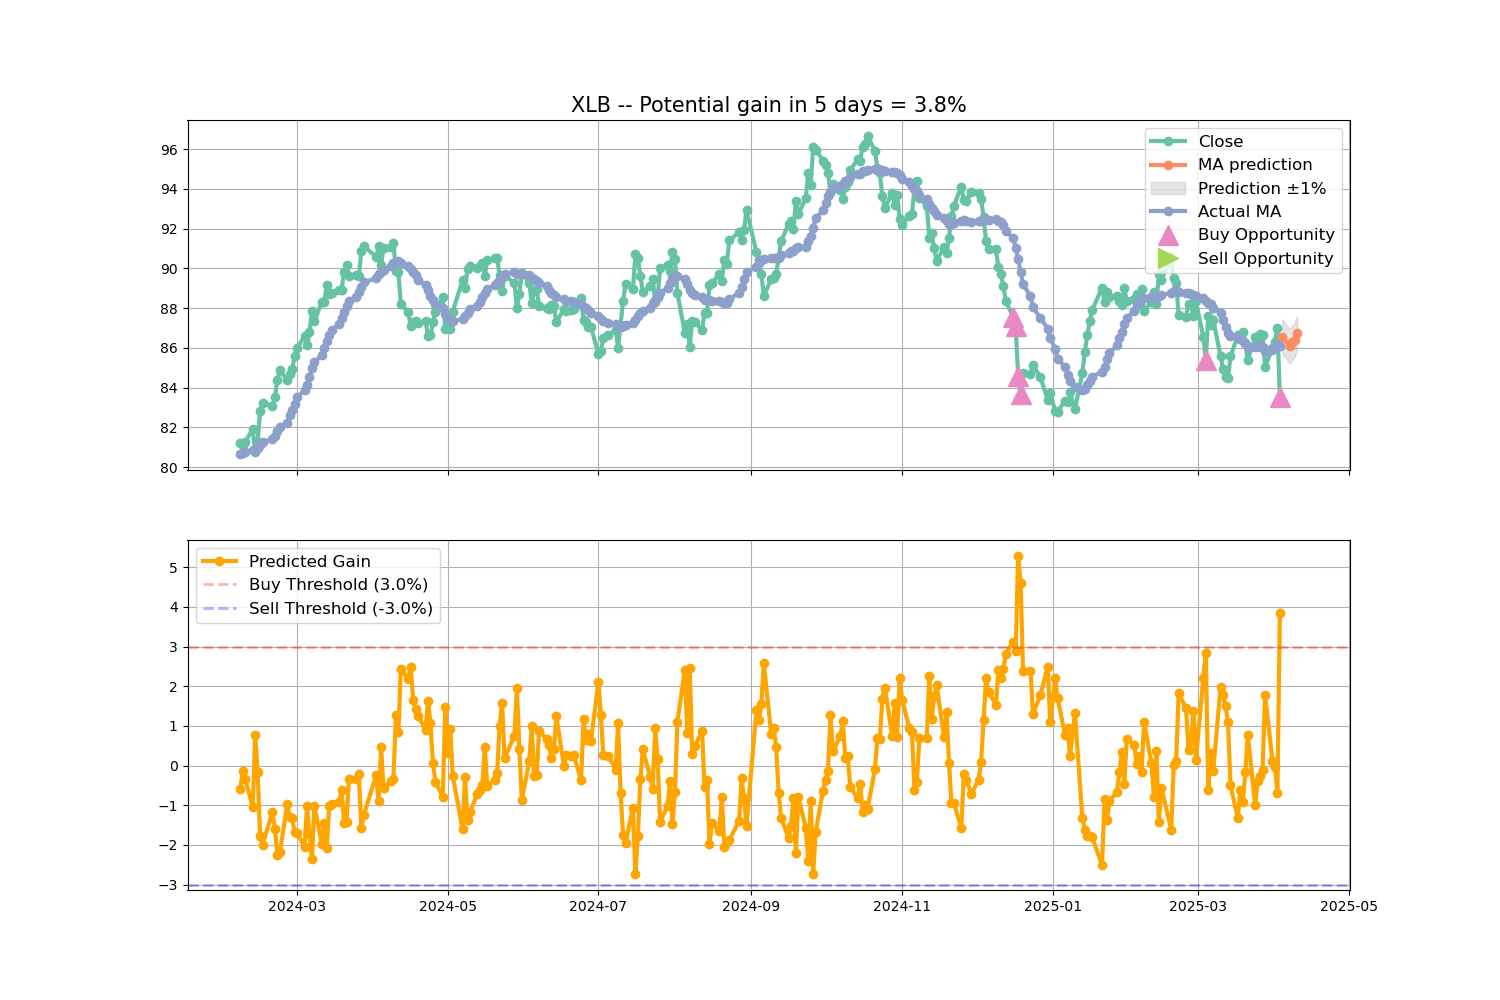 XLB -- Potential gain in 5 days = 3.8%
96
94
92
90
88
86
84
82
80
Close
MA prediction
Prediction ±1%
Actual MA
Buy Opportunity
Sell Opportunity
5
4
3
2
1
0
−1
−2
−3
Predicted Gain
Buy Threshold (3.0%)
Sell Threshold (-3.0%)
2024-03 2024-05 2024-07 2024-09 2024-11 2025-01 2025-03 2025-05